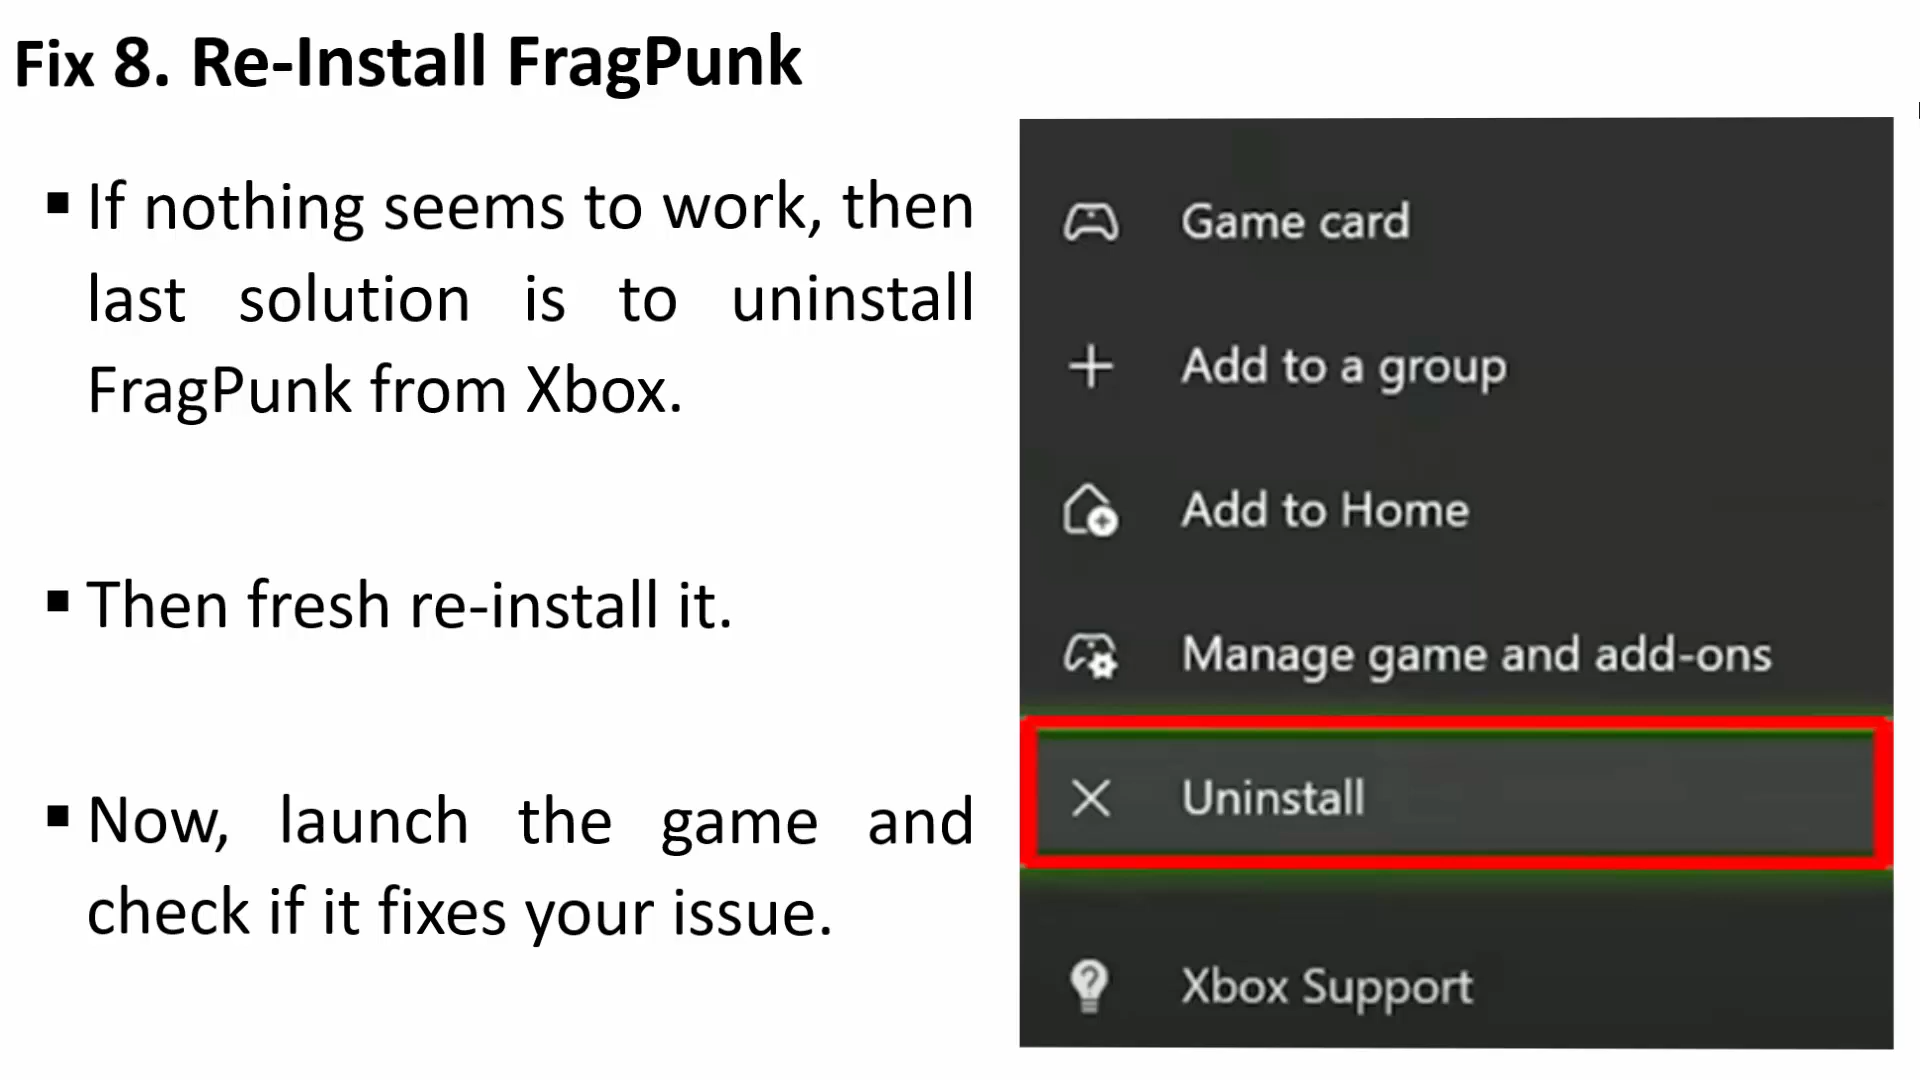 Fix 8. Re-Install FragPunk
▪ If nothing seems to work, then
last solution is to uninstall
FragPunk from Xbox.
▪ Then fresh re-install it.
▪ Now, launch the game and
check if it fixes your issue.
Game card
Add to a group
Add to Home
Manage game and add-ons
Uninstall
Xbox Support